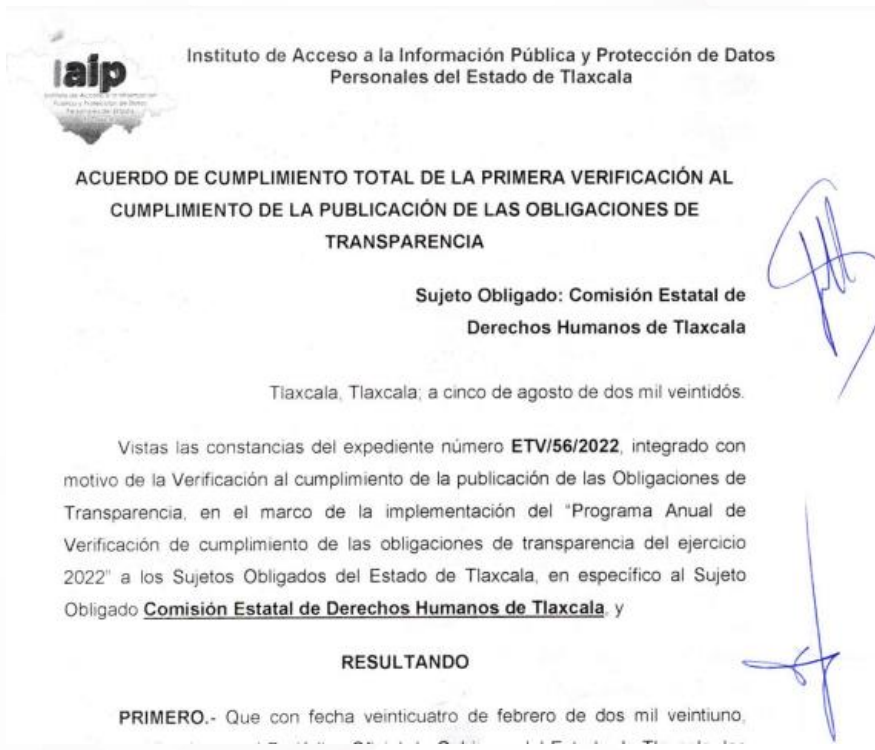 Instituto de Acceso a la Información Pública y Protección de Datos
Personales del Estado de Tlaxcala
Iaip
ACUERDO DE CUMPLIMIENTO TOTAL DE LA PRIMERA VERIFICACIÓN AL
CUMPLIMIENTO DE LA PUBLICACIÓN DE LAS OBLIGACIONES DE
TRANSPARENCIA
Sujeto Obligado: Comisión Estatal de
Derechos Humanos de Tlaxcala
Tlaxcala, Tlaxcala; a cinco de agosto de dos mil veintidós.
Vistas las constancias del expediente número ETV/56/2022, integrado con
motivo de la Verificación al cumplimiento de la publicación de las Obligaciones de
Transparencia, en el marco de la implementación del "Programa Anual de
Verificación de cumplimiento de las obligaciones de transparencia del ejercicio
2022" a los Sujetos Obligados del Estado de Tlaxcala, en específico al Sujeto
Obligado Comisión Estatal de Derechos Humanos de Tlaxcala, y
RESULTANDO
PRIMERO.- Que con fecha veinticuatro de febrero de dos mil veintiuno,